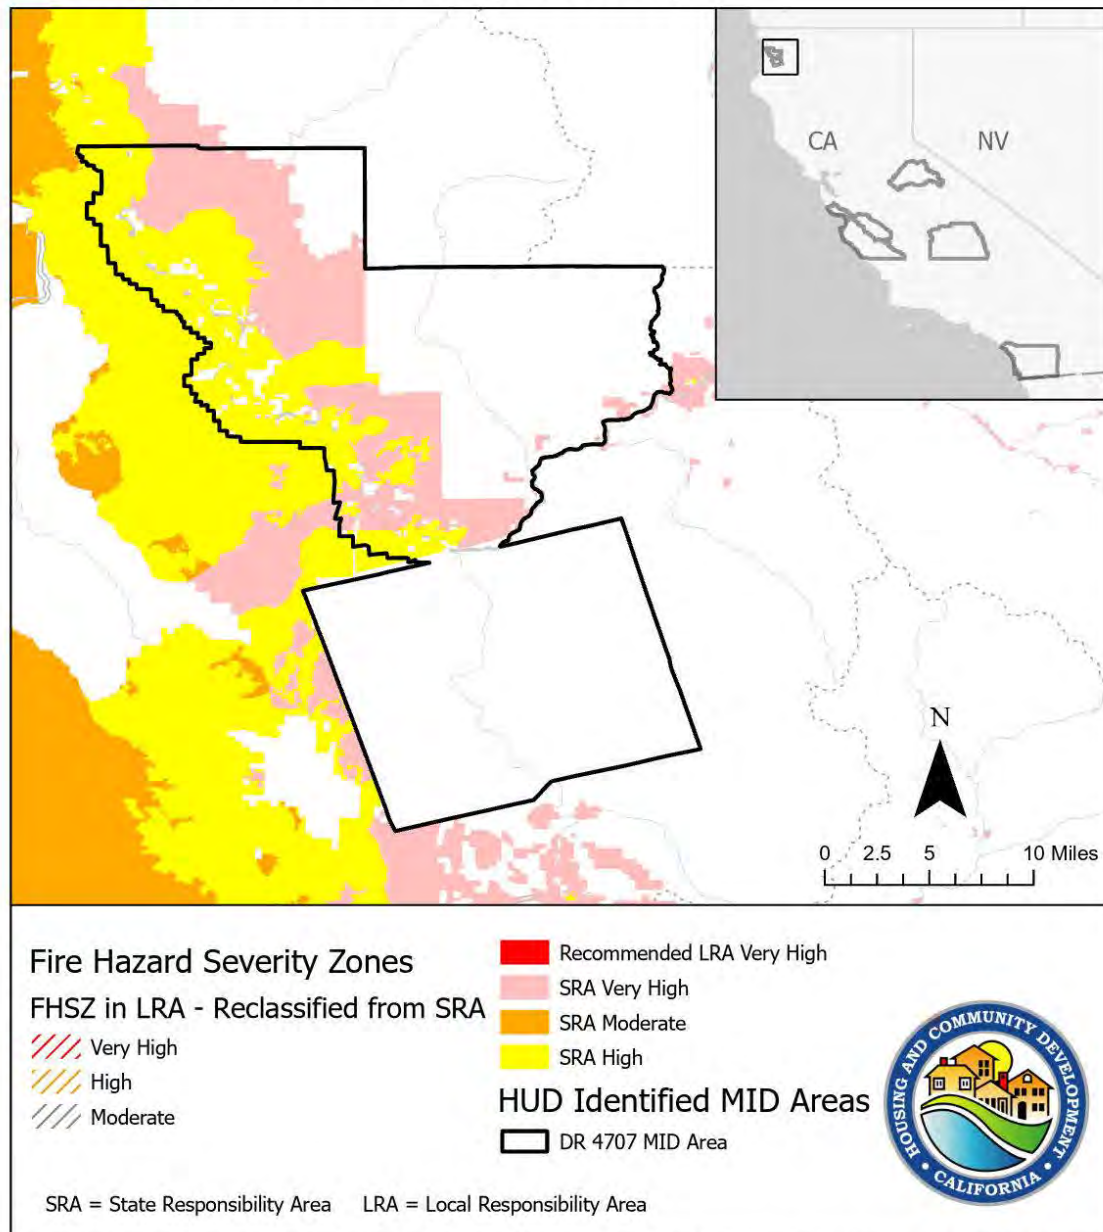 CA
NV
N
0 2.5 5 10 Miles
Fire Hazard Severity Zones
FHSZ in LRA - Reclassified from SRA
Very High
High
Moderate
Recommended LRA Very High
SRA Very High
SRA Moderate
SRA High
HUD Identified MID Areas
DR 4707 MID Area
HOUSING AND COMMUNITY DEVELOPMENT
• CALIFORNIA •
SRA = State Responsibility Area LRA = Local Responsibility Area